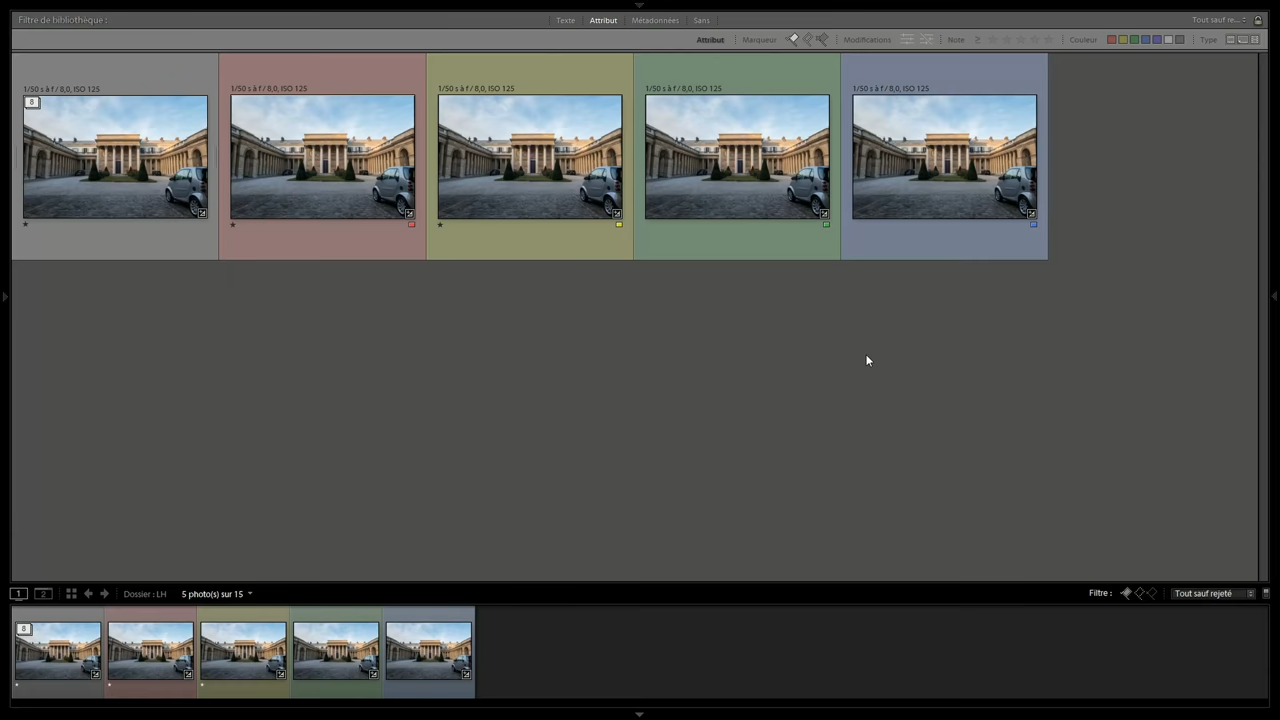 Filtre de bibliothèque : Texte Attribut Métadonnées Sans Tout sauf re...
Attribut Marqueur Modifications Note ≥ Couleur Type
1/50 s à f / 8,0, ISO 125 1/50 s à f / 8,0, ISO 125 1/50 s à f / 8,0, ISO 125 1/50 s à f / 8,0, ISO 125 1/50 s à f / 8,0, ISO 125
8
1 2 Dossier : LH 5 photo(s) sur 15 Filtre : Tout sauf rejeté
8